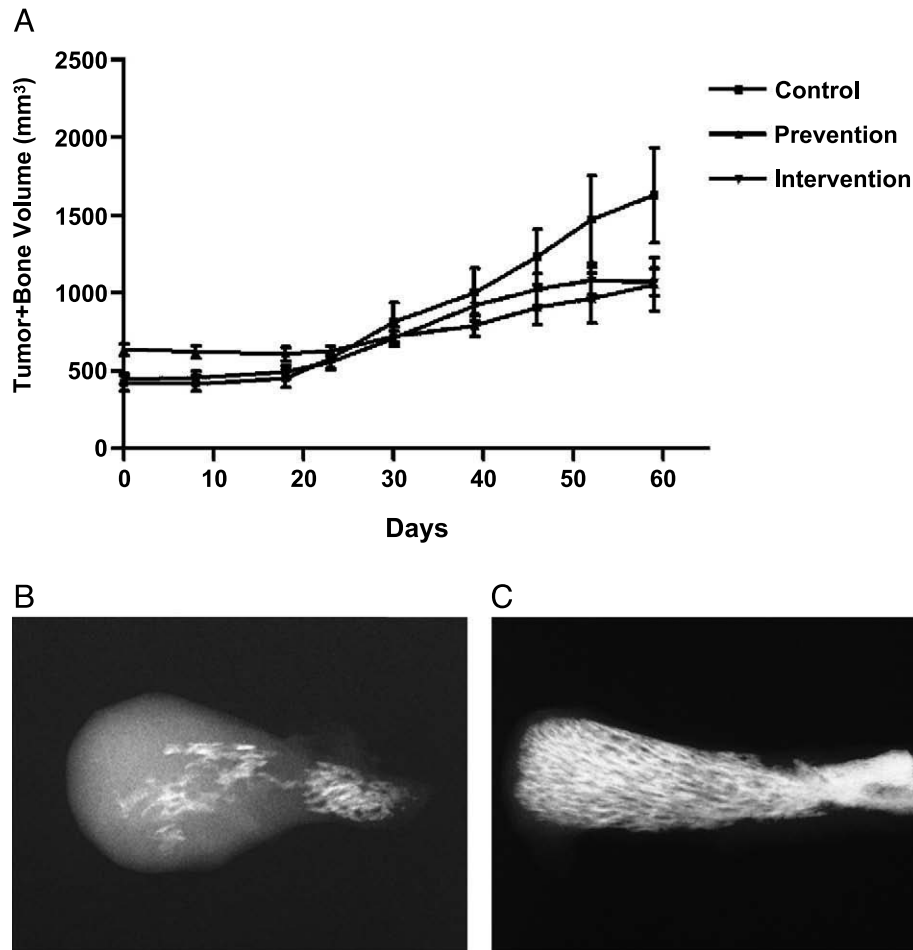 A
Tumor+Bone Volume (mm³)
2500
2000
1500
1000
500
0
0 10 20 30 40 50 60
Days
Control
Prevention
Intervention
B
C